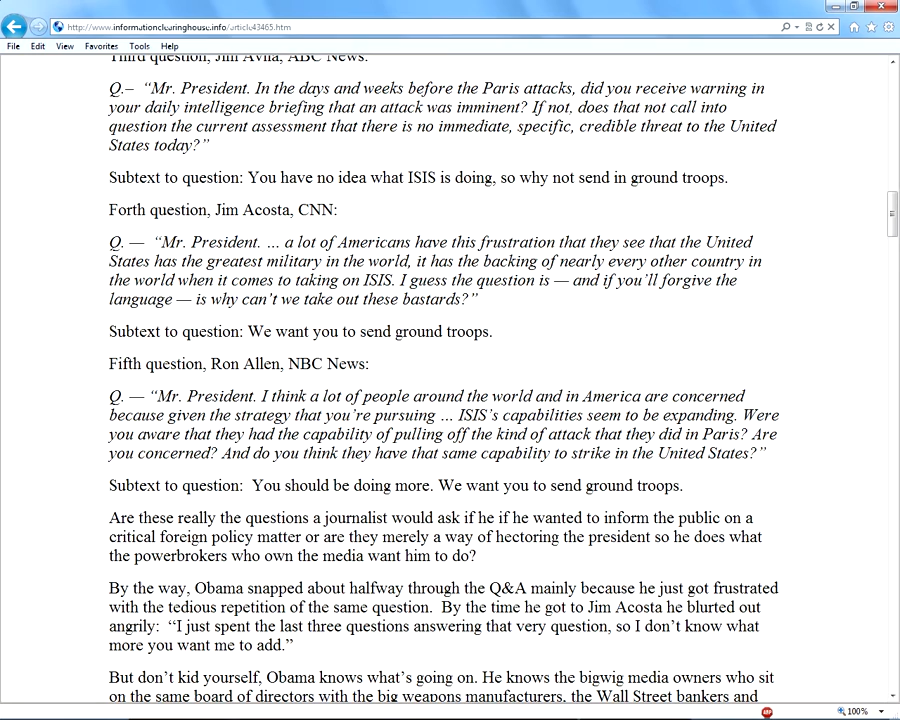 http://www.informationclearinghouse.info/article43465.htm
File Edit View Favorites Tools Help
Third question, Jim Avila, ABC News:
Q.– “Mr. President. In the days and weeks before the Paris attacks, did you receive warning in
your daily intelligence briefing that an attack was imminent? If not, does that not call into
question the current assessment that there is no immediate, specific, credible threat to the United
States today?”
Subtext to question: You have no idea what ISIS is doing, so why not send in ground troops.
Forth question, Jim Acosta, CNN:
Q. — “Mr. President. … a lot of Americans have this frustration that they see that the United
States has the greatest military in the world, it has the backing of nearly every other country in
the world when it comes to taking on ISIS. I guess the question is — and if you’ll forgive the
language — is why can’t we take out these bastards?”
Subtext to question: We want you to send ground troops.
Fifth question, Ron Allen, NBC News:
Q. — “Mr. President. I think a lot of people around the world and in America are concerned
because given the strategy that you’re pursuing … ISIS’s capabilities seem to be expanding. Were
you aware that they had the capability of pulling off the kind of attack that they did in Paris? Are
you concerned? And do you think they have that same capability to strike in the United States?”
Subtext to question:  You should be doing more. We want you to send ground troops.
Are these really the questions a journalist would ask if he if he wanted to inform the public on a
critical foreign policy matter or are they merely a way of hectoring the president so he does what
the powerbrokers who own the media want him to do?
By the way, Obama snapped about halfway through the Q&A mainly because he just got frustrated
with the tedious repetition of the same question.  By the time he got to Jim Acosta he blurted out
angrily:  “I just spent the last three questions answering that very question, so I don’t know what
more you want me to add.”
But don’t kid yourself, Obama knows what’s going on. He knows the bigwig media owners who sit
on the same board of directors with the big weapons manufacturers, the Wall Street bankers and
ABP
100%